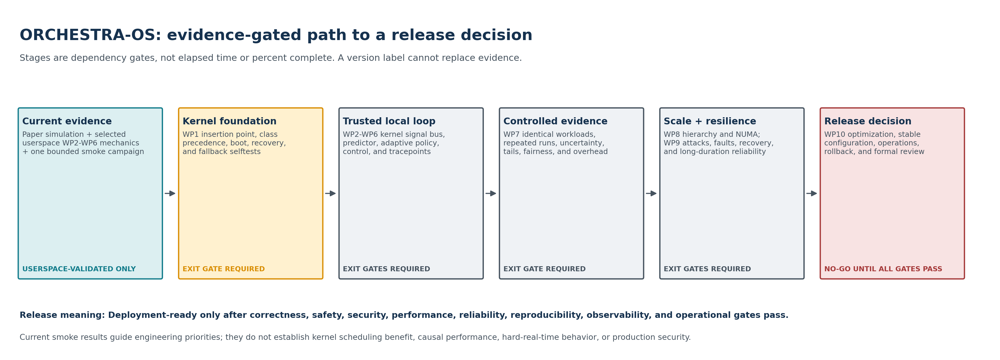 ORCHESTRA-OS: evidence-gated path to a release decision
Stages are dependency gates, not elapsed time or percent complete. A version label cannot replace evidence.
Current evidence
Paper simulation + selected
userspace WP2-WP6 mechanics
+ one bounded smoke campaign
USERSPACE-VALIDATED ONLY
Kernel foundation
WP1 insertion point, class
precedence, boot, recovery,
and fallback selftests
EXIT GATE REQUIRED
Trusted local loop
WP2-WP6 kernel signal bus,
predictor, adaptive policy,
control, and tracepoints
EXIT GATES REQUIRED
Controlled evidence
WP7 identical workloads,
repeated runs, uncertainty,
tails, fairness, and overhead
EXIT GATE REQUIRED
Scale + resilience
WP8 hierarchy and NUMA;
WP9 attacks, faults, recovery,
and long-duration reliability
EXIT GATES REQUIRED
Release decision
WP10 optimization, stable
configuration, operations,
rollback, and formal review
NO-GO UNTIL ALL GATES PASS
Release meaning: Deployment-ready only after correctness, safety, security, performance, reliability, reproducibility, observability, and operational gates pass.
Current smoke results guide engineering priorities; they do not establish kernel scheduling benefit, causal performance, hard-real-time behavior, or production security.